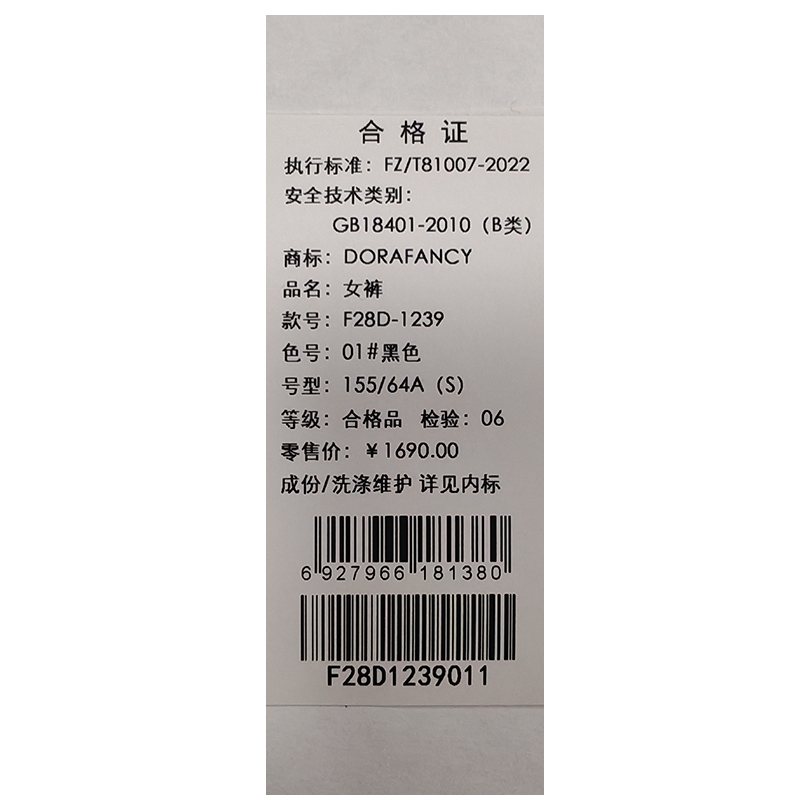 合格证
执行标准：FZ/T81007-2022
安全技术类别：
GB18401-2010（B类）
商标：DORAFANCY
品名：女裤
款号：F28D-1239
色号：01#黑色
号型：155/64A（S）
等级：合格品 检验：06
零售价：￥1690.00
成份/洗涤维护 详见内标
6 927966 181380
F28D1239011